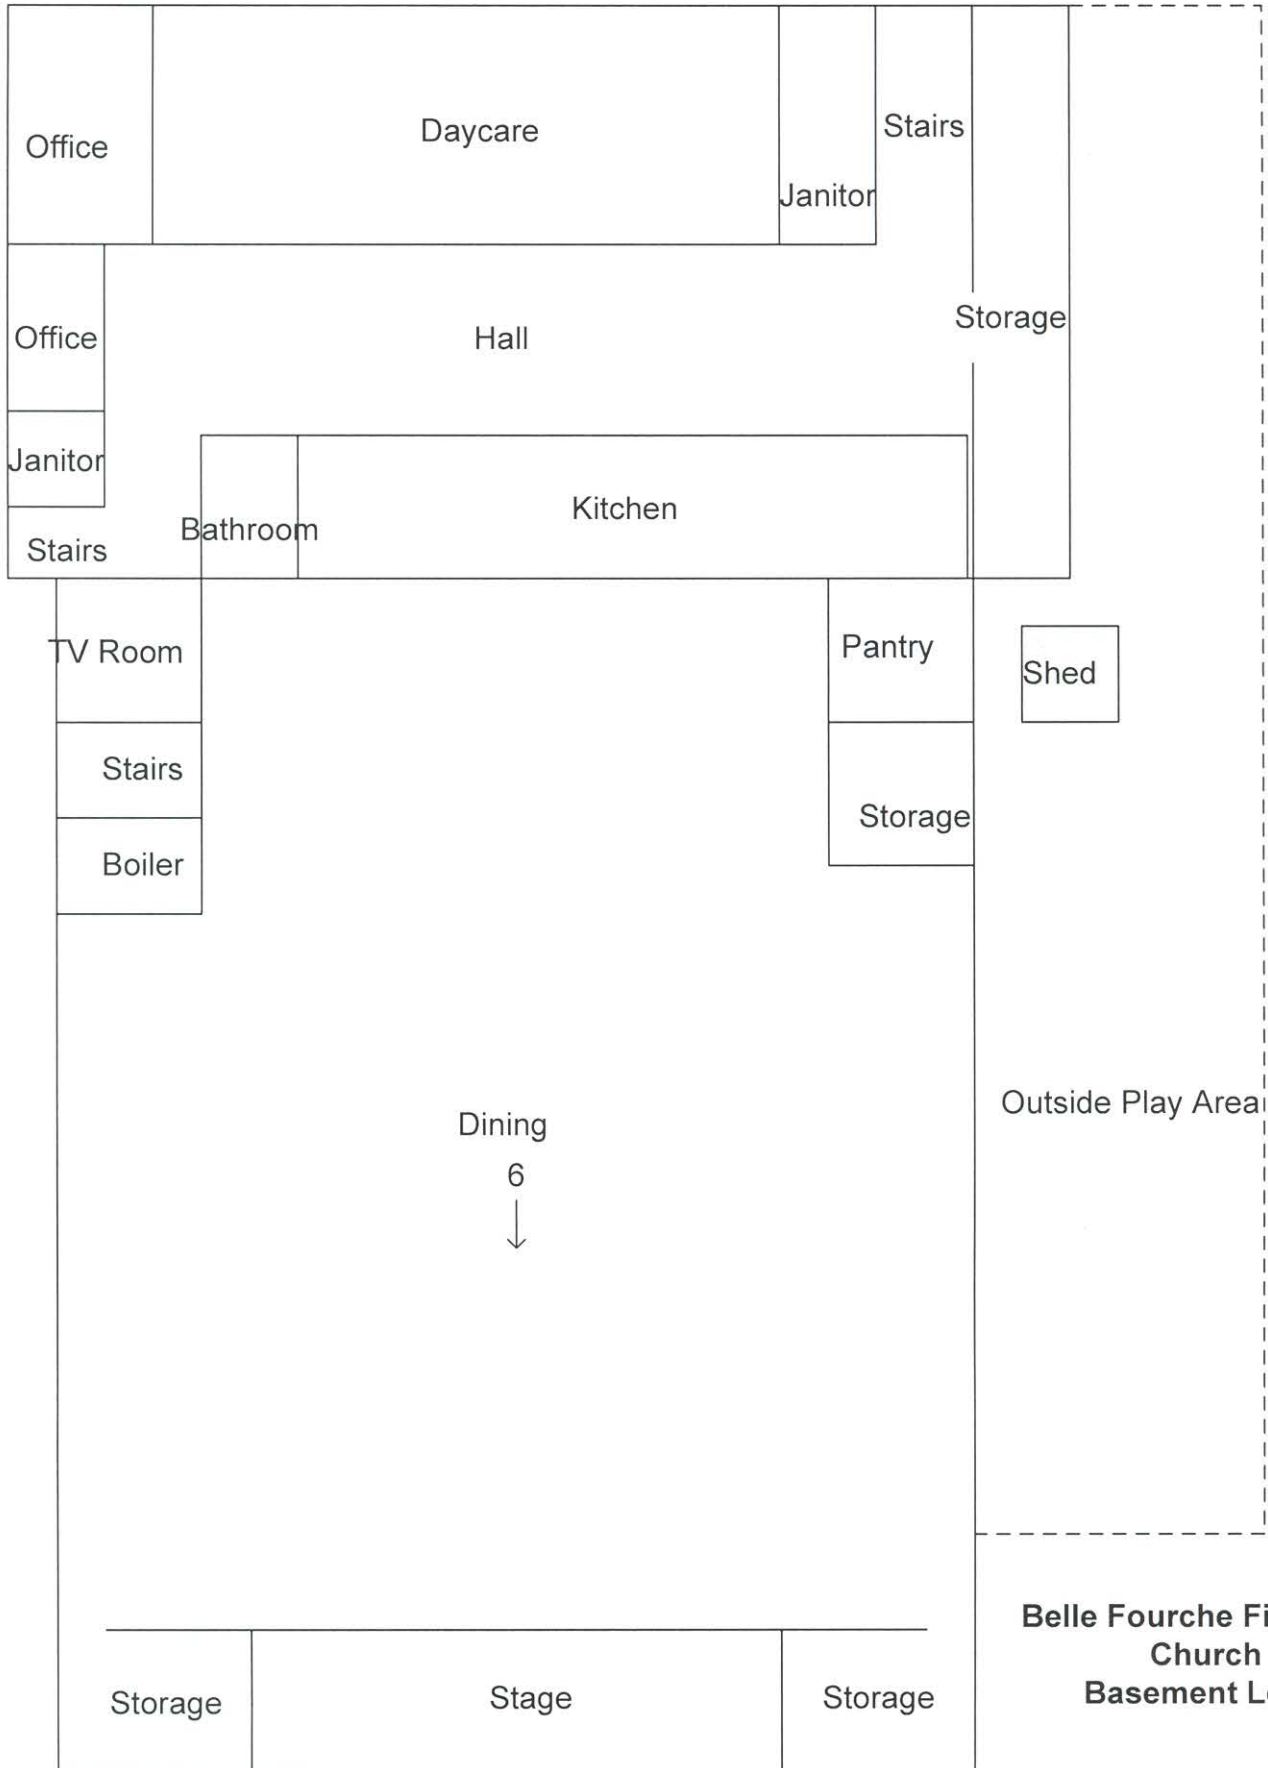 Office
Daycare
Janitor
Stairs
Office
Hall
Storage
Janitor
Bathroom
Kitchen
Stairs
TV Room
Pantry
Shed
Stairs
Storage
Boiler
Dining
6
Outside Play Area
Belle Fourche Fi
Church
Basement L
Storage
Stage
Storage